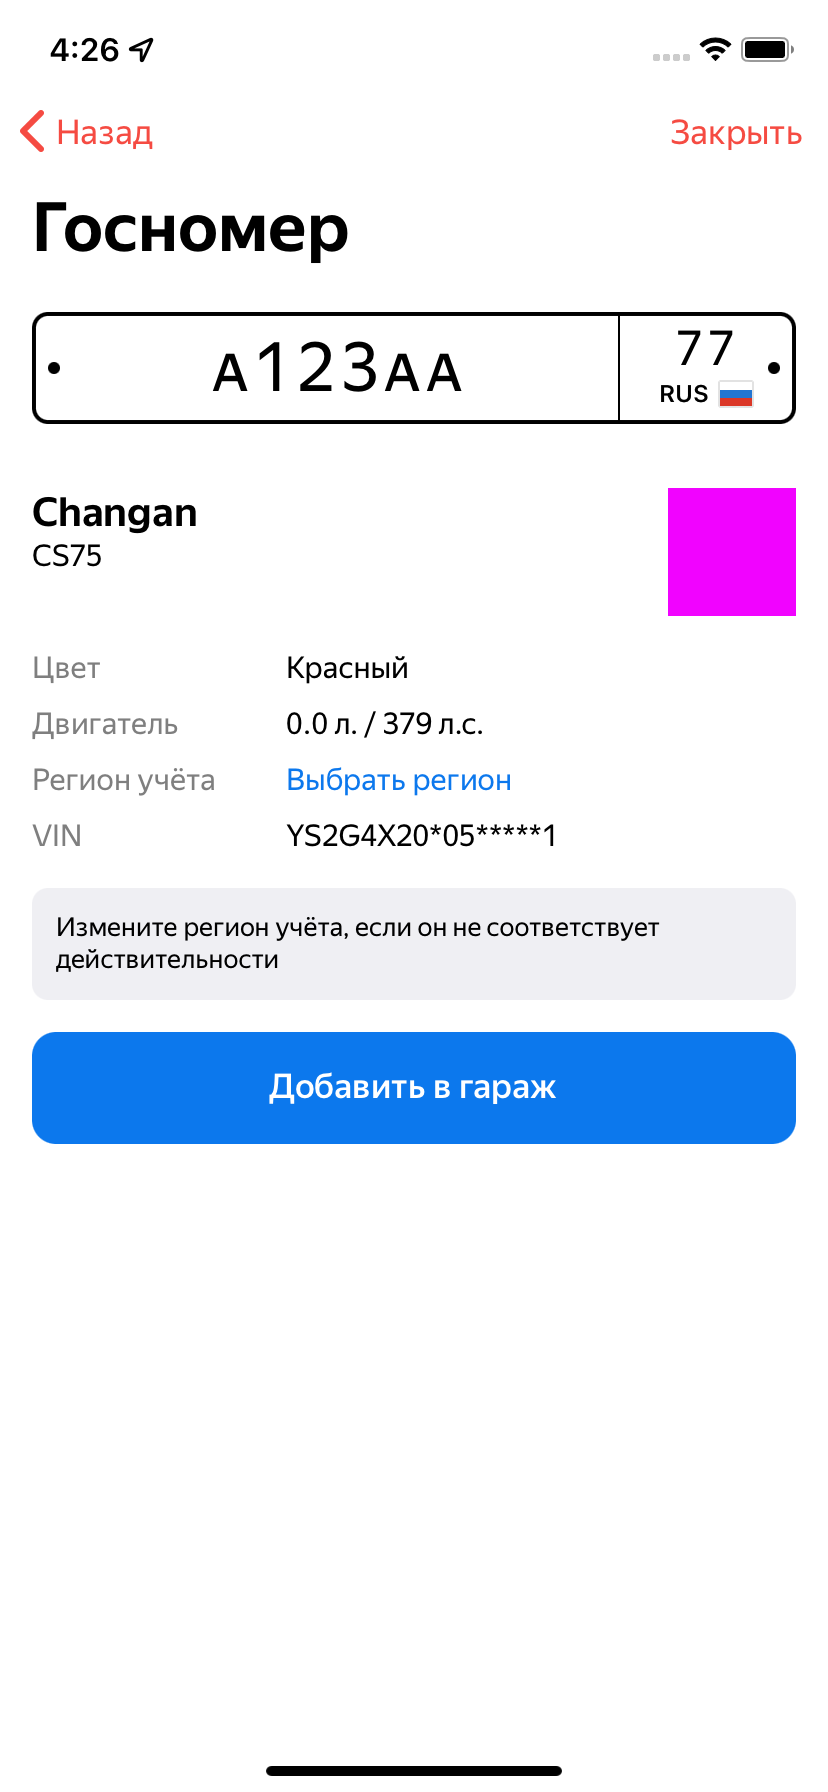 4:26
Назад
Закрыть
Госномер
А123АА
77
RUS
Changan
CS75
Цвет
Красный
Двигатель
0.0 л. / 379 л.с.
Регион учёта
Выбрать регион
VIN
YS2G4X20*05*****1
Измените регион учёта, если он не соответствует
действительности
Добавить в гараж